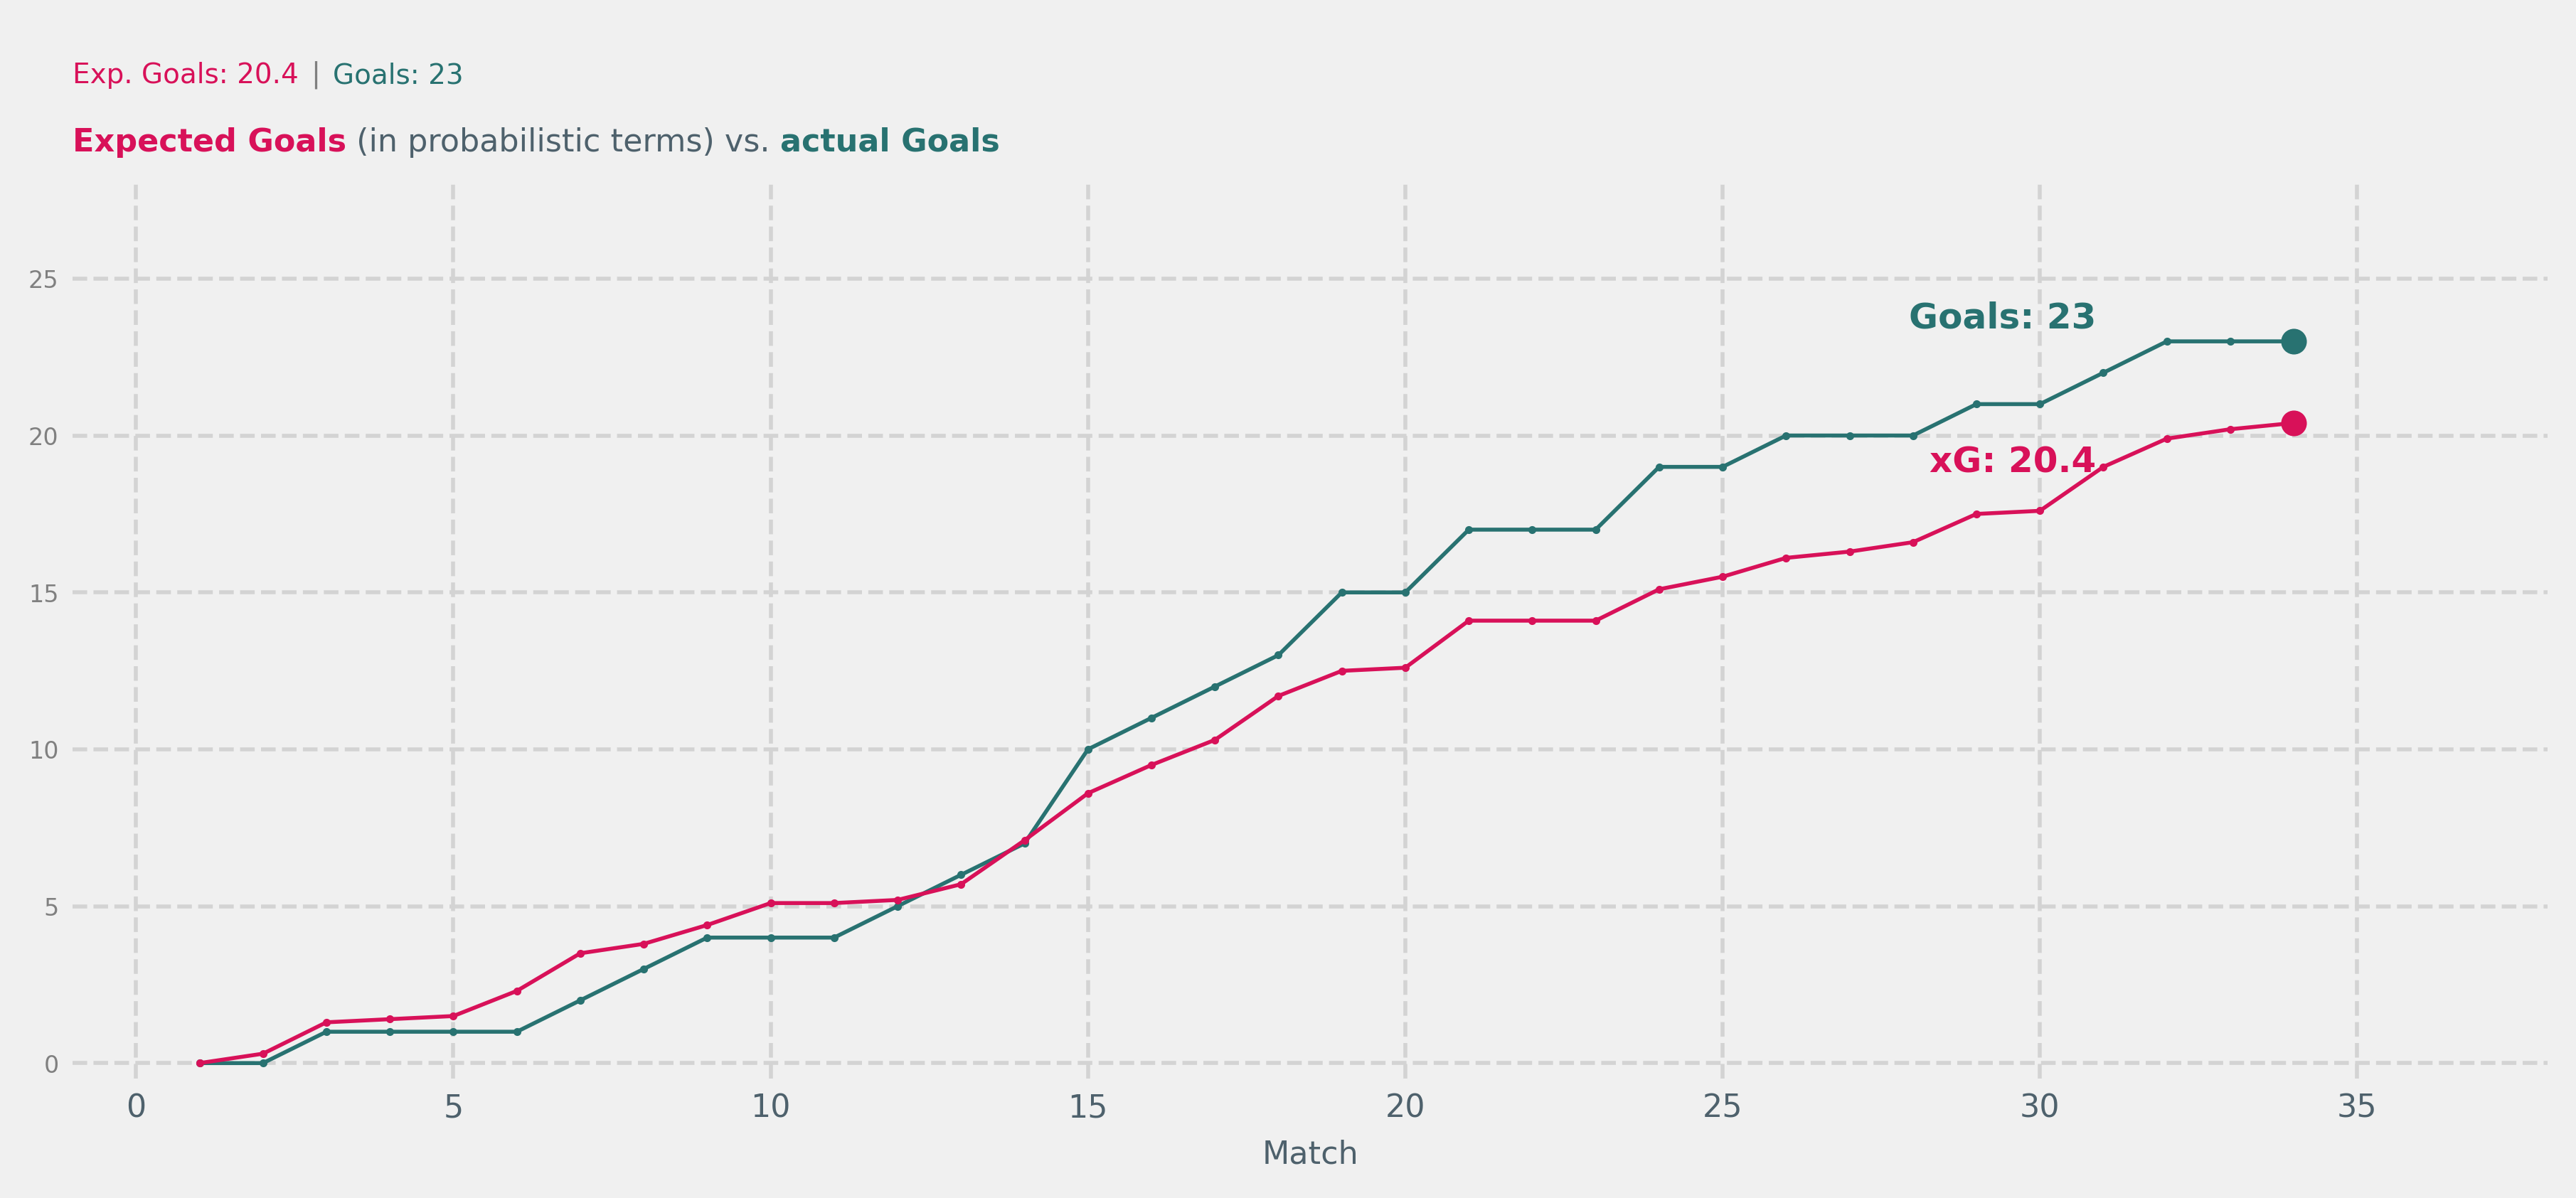 Exp. Goals: 20.4 | Goals: 23
Expected Goals (in probabilistic terms) vs. actual Goals
25
Goals: 23
20
xG: 20.4
15
10
5
0
0 5 10 15 20 25 30 35
Match